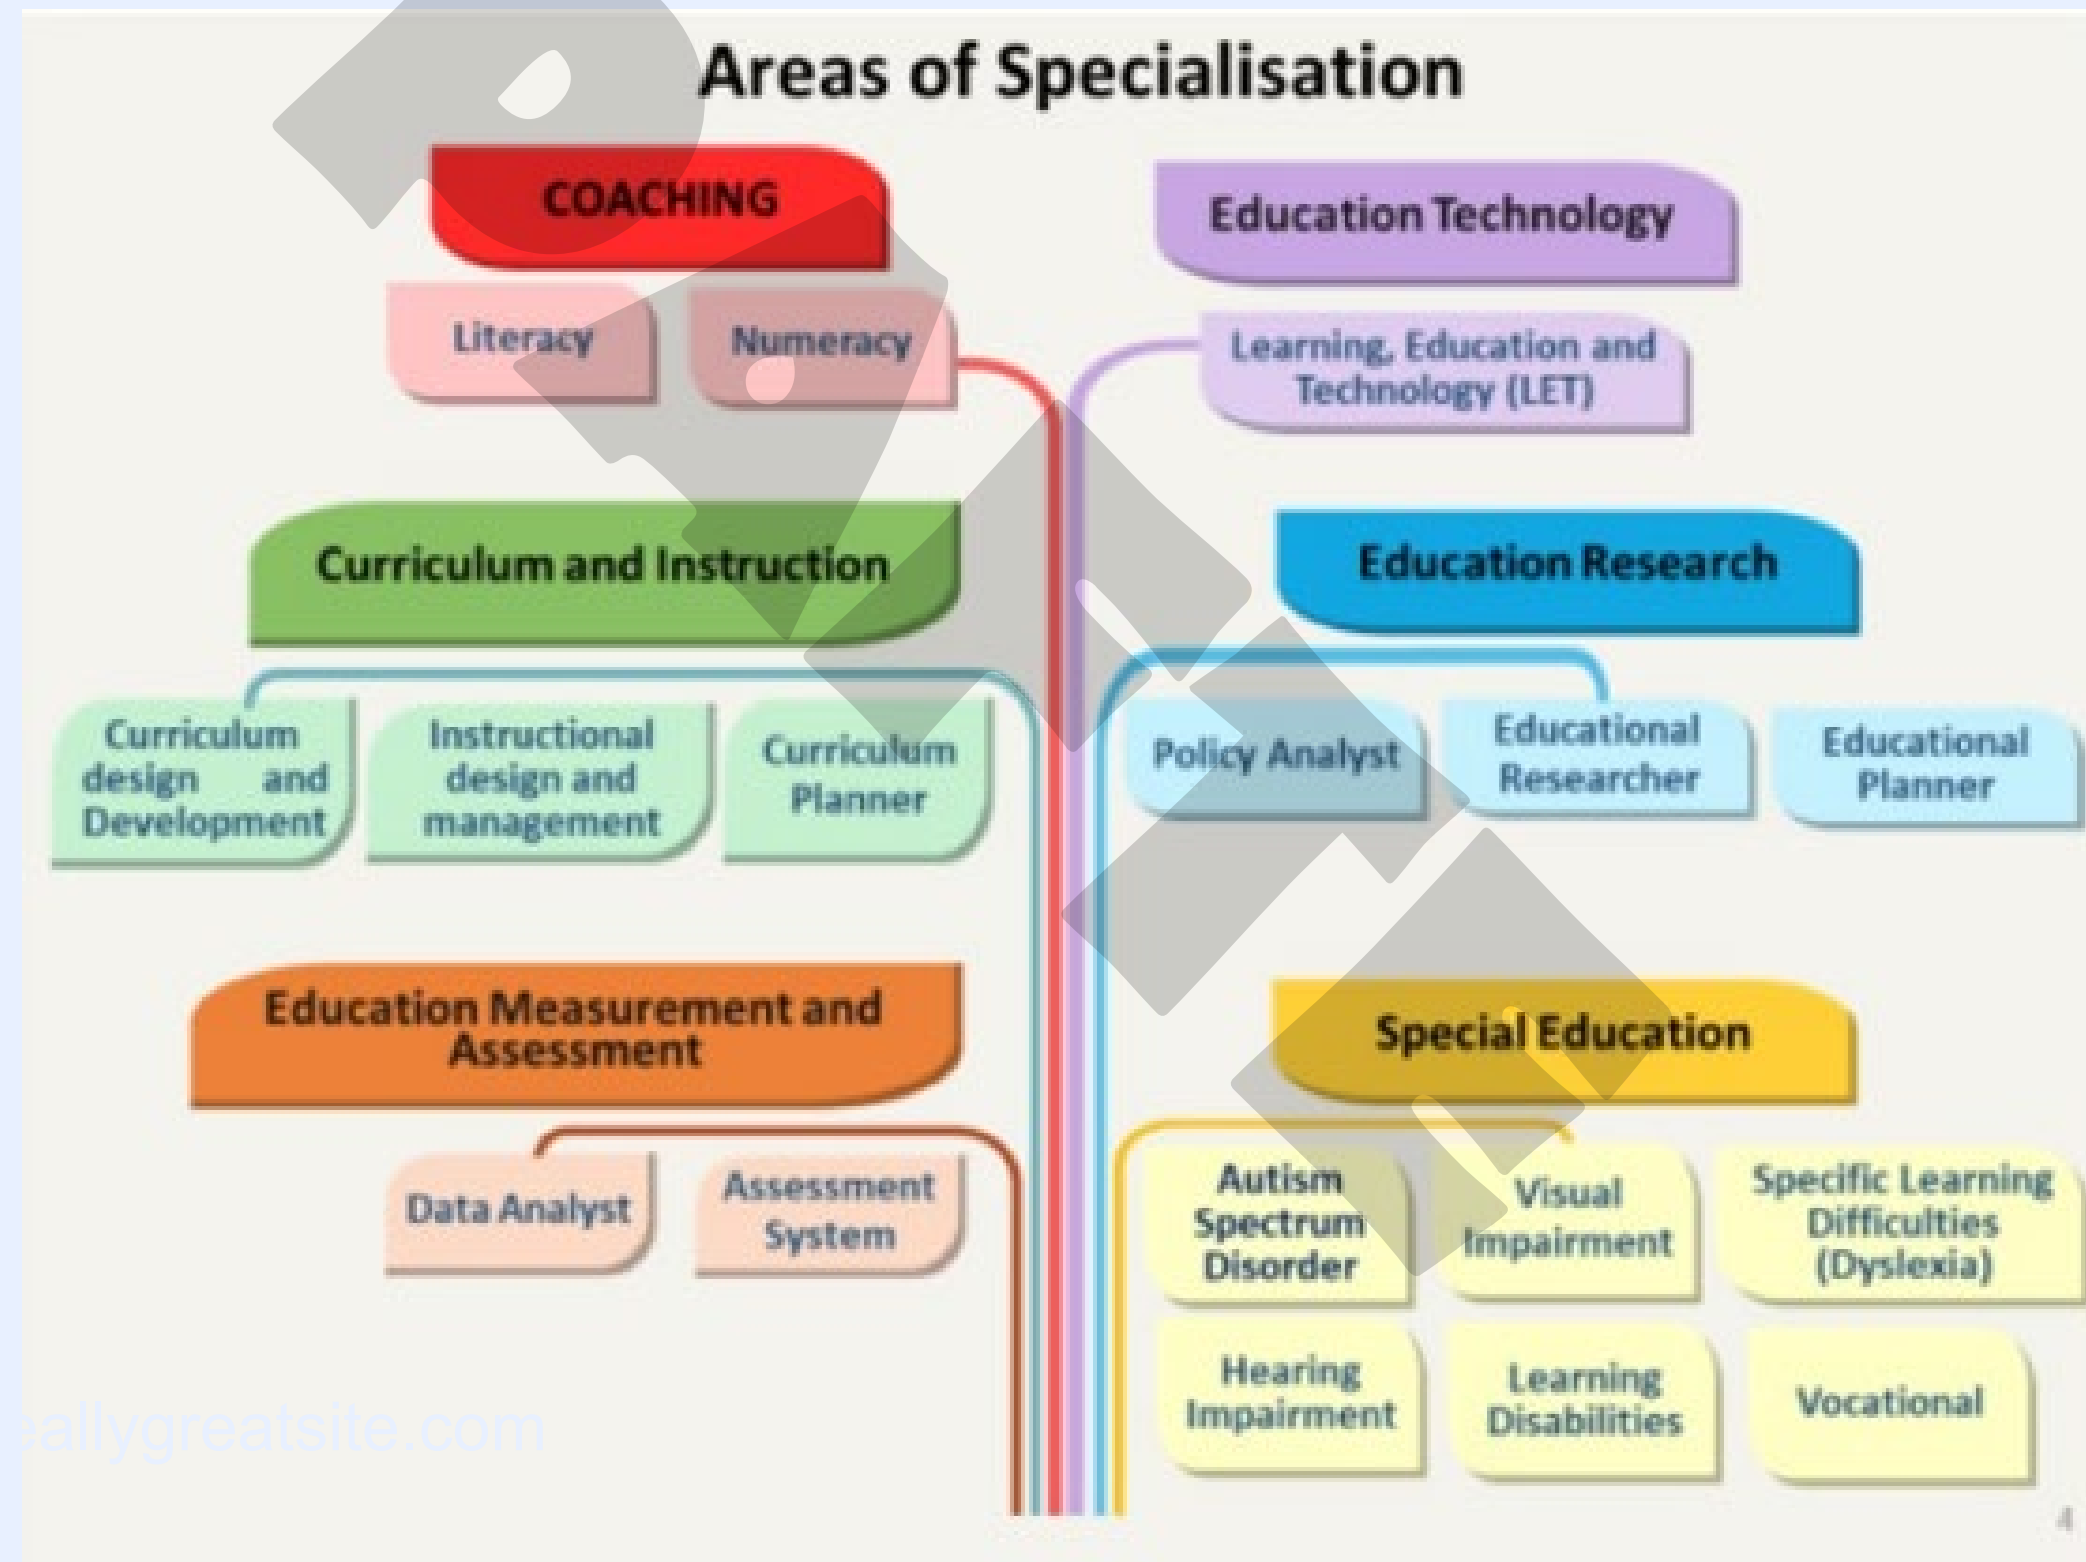 Areas of Specialisation
COACHING
Literacy
Numeracy
Education Technology
Learning, Education and
Technology (LET)
Curriculum and Instruction
Curriculum
design and
Development
Instructional
design and
management
Curriculum
Planner
Education Research
Policy Analyst
Educational
Researcher
Educational
Planner
Education Measurement and
Assessment
Data Analyst
Assessment
System
Special Education
Autism
Spectrum
Disorder
Visual
Impairment
Specific Learning
Difficulties
(Dyslexia)
Hearing
Impairment
Learning
Disabilities
Vocational
eallygreatsite.com
4